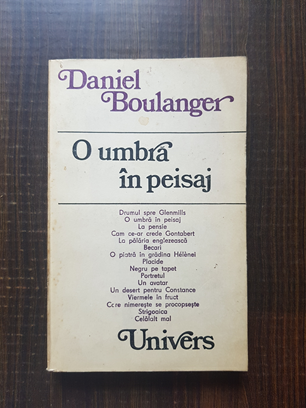 Daniel
Boulanger
O umbră
în peisaj
Drumul spre Glenmills
O umbră în peisaj
La pensie
Cam ce-ar crede Gontobert
La pălăria englezească
Becari
O piatră în grădina Hélènei
Placide
Negru pe tapet
Portretul
Un avatar
Un desert pentru Constance
Viermele în fruct
Care nimerește se procopsește
Strigoaica
Celălalt mal
Univers